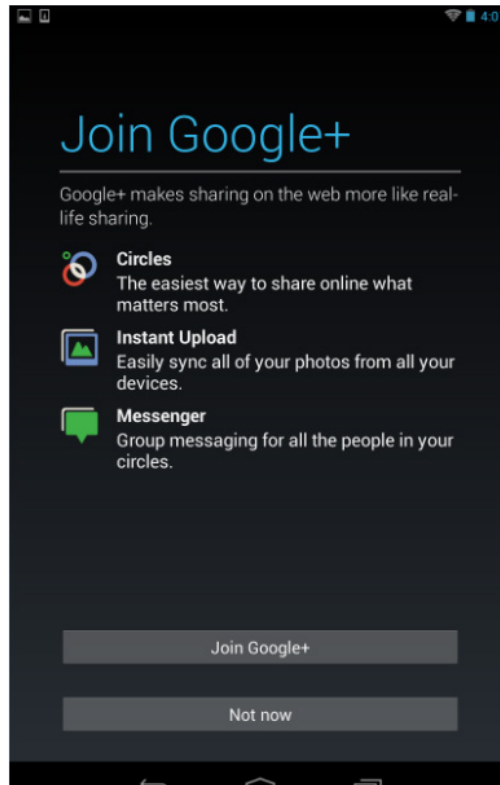 4:0
Join Google+
Google+ makes sharing on the web more like real-
life sharing.
Circles
The easiest way to share online what
matters most.
Instant Upload
Easily sync all of your photos from all your
devices.
Messenger
Group messaging for all the people in your
circles.
Join Google+
Not now